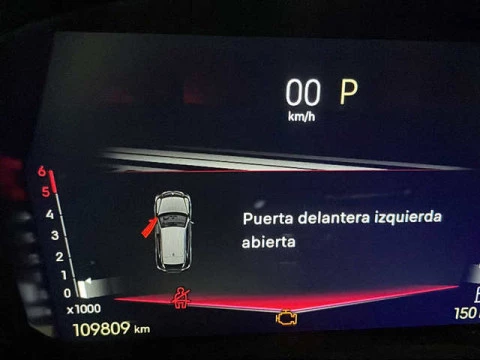 00 P
km/h
Puerta delantera izquierda
abierta
6
5
4
3
2
1
0
x1000
109809 km
150